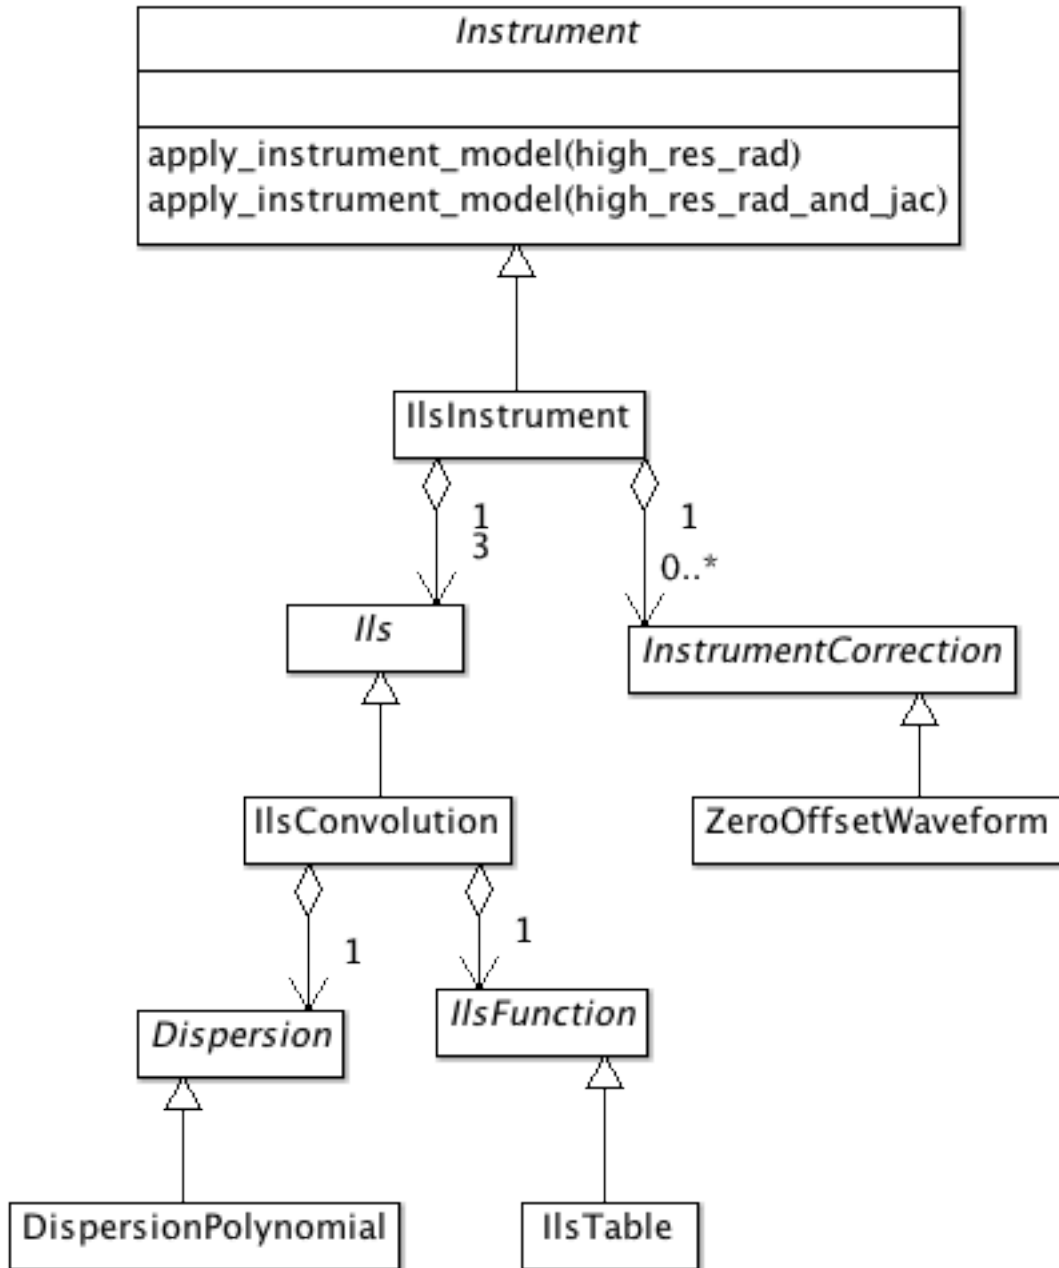 Instrument
apply_instrument_model(high_res_rad)
apply_instrument_model(high_res_rad_and_jac)
IlsInstrument
1
3
1
0..*
Ils
InstrumentCorrection
IlsConvolution
ZeroOffsetWaveform
1
1
Dispersion
IlsFunction
DispersionPolynomial
IlsTable